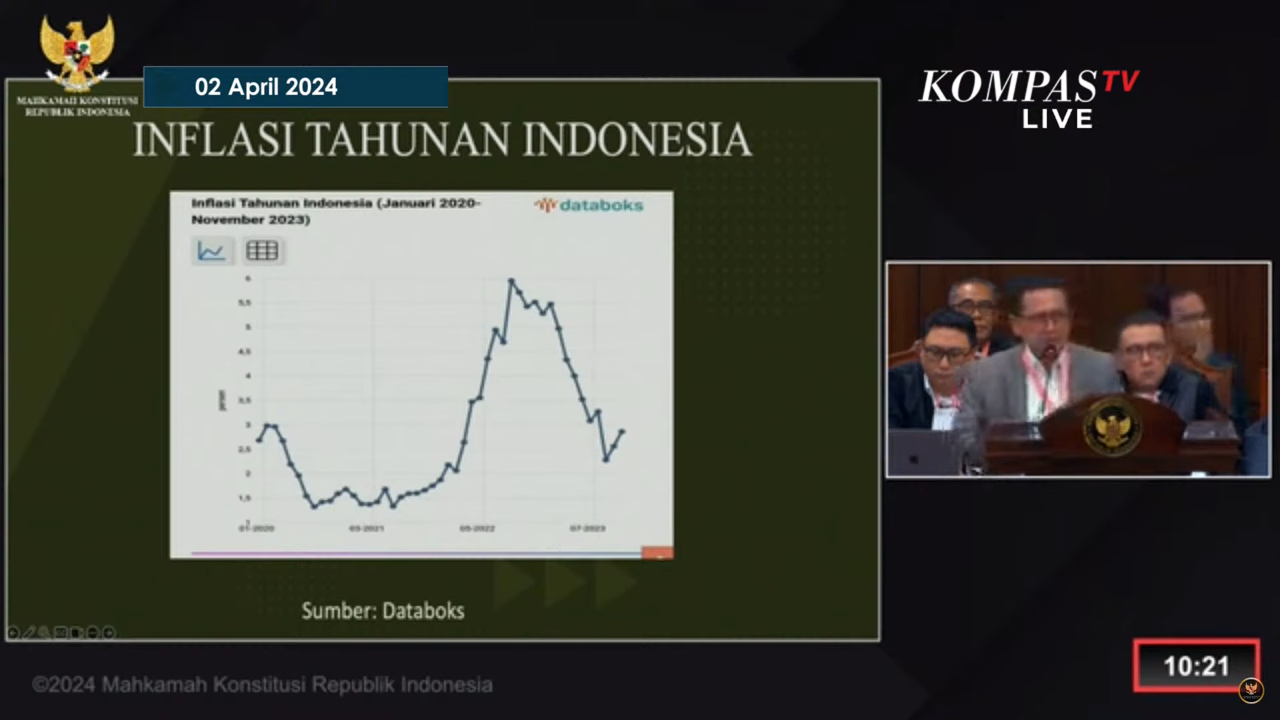 MAHKAMAH KONSTITUSI
REPUBLIK INDONESIA
02 April 2024
KOMPAS TV
LIVE
INFLASI TAHUNAN INDONESIA
Inflasi Tahunan Indonesia (Januari 2020-
November 2023)
databoks
6
5,5
5
4,5
4
3,5
3
2,5
2
1,5
1
persen
01-2020
03-2021
05-2022
07-2023
Sumber: Databoks
©2024 Mahkamah Konstitusi Republik Indonesia
10:21